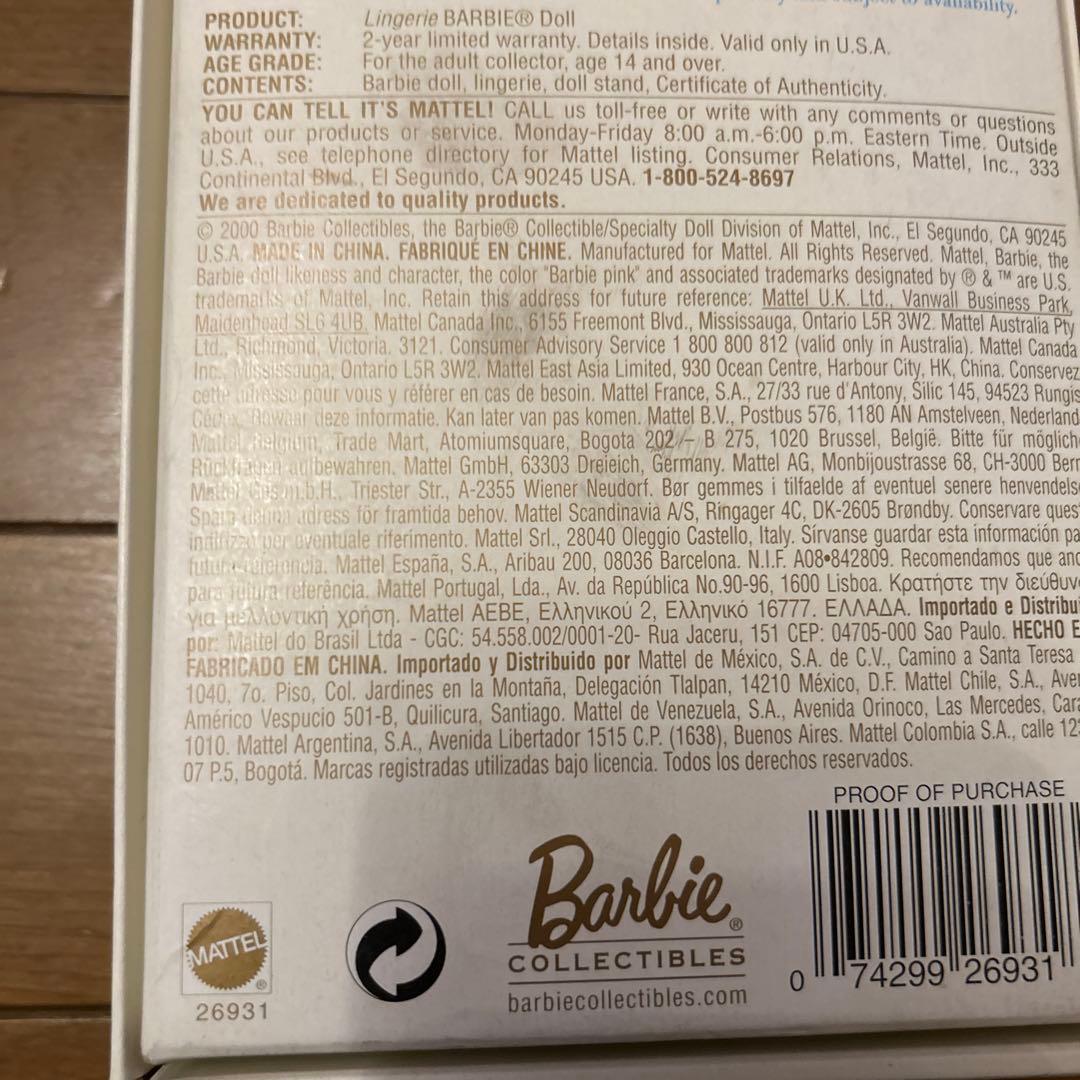 subject to availability.
PRODUCT: Lingerie BARBIE® Doll
WARRANTY: 2-year limited warranty. Details inside. Valid only in U.S.A.
AGE GRADE: For the adult collector, age 14 and over.
CONTENTS: Barbie doll, lingerie, doll stand, Certificate of Authenticity.
YOU CAN TELL IT'S MATTEL! CALL us toll-free or write with any comments or questions
about our products or service. Monday-Friday 8:00 a.m.-6:00 p.m. Eastern Time. Outside
U.S.A., see telephone directory for Mattel listing. Consumer Relations, Mattel, Inc., 333
Continental Blvd., El Segundo, CA 90245 USA. 1-800-524-8697
We are dedicated to quality products.
© 2000 Barbie Collectibles, the Barbie® Collectible/Specialty Doll Division of Mattel, Inc., El Segundo, CA 90245
U.S.A. MADE IN CHINA. FABRIQUÉ EN CHINE. Manufactured for Mattel. All Rights Reserved. Mattel, Barbie, the
Barbie doll likeness and character, the color "Barbie pink" and associated trademarks designated by ® & ™ are U.S.
trademarks of Mattel, Inc. Retain this address for future reference: Mattel U.K. Ltd., Vanwall Business Park,
Maidenhead SL6 4UB. Mattel Canada Inc., 6155 Freemont Blvd., Mississauga, Ontario L5R 3W2. Mattel Australia Pty
Ltd., Richmond, Victoria. 3121. Consumer Advisory Service 1 800 800 812 (valid only in Australia). Mattel Canada
Inc., Mississauga, Ontario L5R 3W2. Mattel East Asia Limited, 930 Ocean Centre, Harbour City, HK, China. Conservez
cette adresse pour vous y référer en cas de besoin. Mattel France, S.A., 27/33 rue d'Antony, Silic 145, 94523 Rungis
Cédex. Bewaar deze informatie. Kan later van pas komen. Mattel B.V., Postbus 576, 1180 AN Amstelveen, Nederland
Mattel Belgium, Trade Mart, Atomiumsquare, Bogota 202 - B 275, 1020 Brussel, België. Bitte für möglich
Rückfragen aufbewahren. Mattel GmbH, 63303 Dreieich, Germany. Mattel AG, Monbijoustrasse 68, CH-3000 Bern
Mattel Ges.m.b.H., Triester Str., A-2355 Wiener Neudorf. Bør gemmes i tilfaelde af eventuel senere henvendels
Spara denna adress för framtida behov. Mattel Scandinavia A/S, Ringager 4C, DK-2605 Brøndby. Conservare ques
indirizzo per eventuale riferimento. Mattel Srl., 28040 Oleggio Castello, Italy. Sírvanse guardar esta información pa
futura referencia. Mattel España, S.A., Aribau 200, 08036 Barcelona. N.I.F. A08•842809. Recomendamos que ano
para futura referência. Mattel Portugal, Lda., Av. da República No.90-96, 1600 Lisboa. Κρατήστε την διεύθυν
για μελλοντική χρήση. Mattel AEBE, Ελληνικού 2, Ελληνικό 16777. ΕΛΛΑΔΑ. Importado e Distribu
por: Mattel do Brasil Ltda - CGC: 54.558.002/0001-20- Rua Jaceru, 151 CEP: 04705-000 Sao Paulo. HECHO E
FABRICADO EM CHINA. Importado y Distribuido por Mattel de México, S.A. de C.V., Camino a Santa Teresa
1040, 7o. Piso, Col. Jardines en la Montaña, Delegación Tlalpan, 14210 México, D.F. Mattel Chile, S.A., Ave
Américo Vespucio 501-B, Quilicura, Santiago. Mattel de Venezuela, S.A., Avenida Orinoco, Las Mercedes, Cara
1010. Mattel Argentina, S.A., Avenida Libertador 1515 C.P. (1638), Buenos Aires. Mattel Colombia S.A., calle 12
07 P.5, Bogotá. Marcas registradas utilizadas bajo licencia. Todos los derechos reservados.
PROOF OF PURCHASE
Barbie®
COLLECTIBLES
barbiecollectibles.com
MATTEL®
26931
0 74299 26931